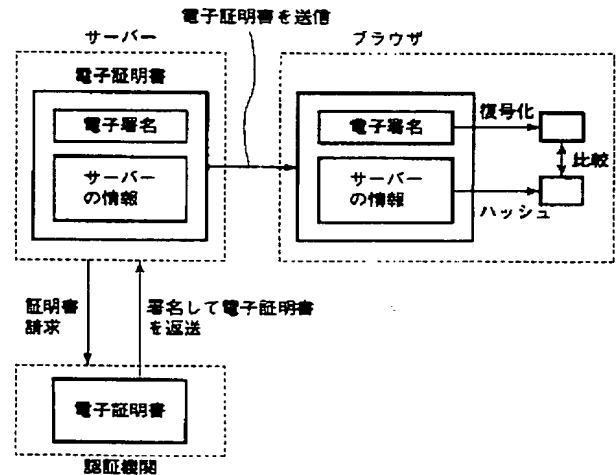 電子証明書を送信
サーバー
ブラウザ
電子証明書
電子署名
サーバー
の情報
電子署名
サーバー
の情報
復号化
比較
ハッシュ
証明書
請求
署名して電子証明書
を返送
電子証明書
認証機関